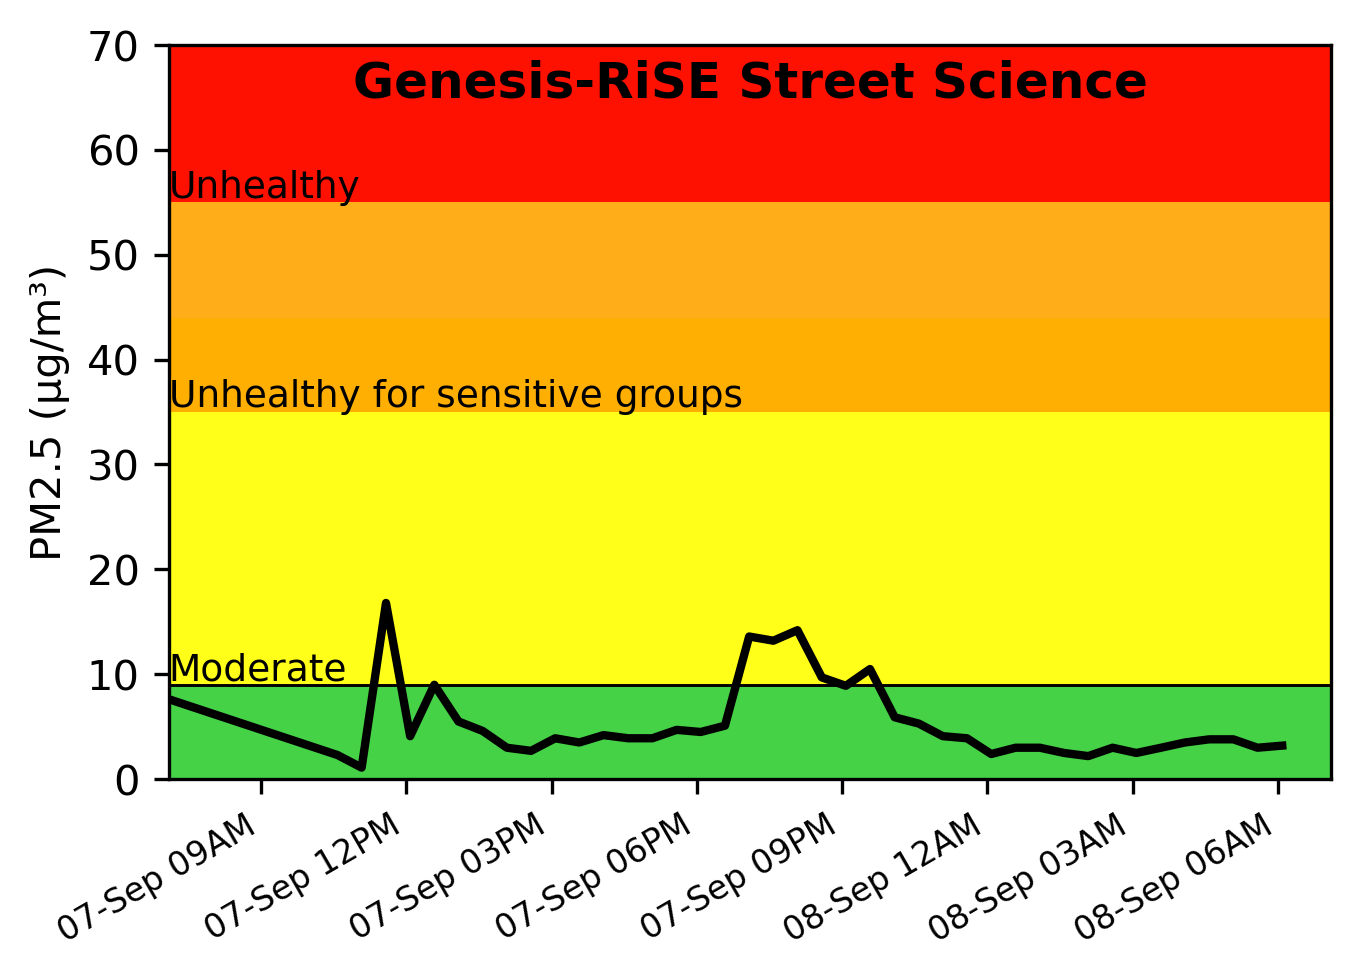 Genesis-RiSE Street Science
70
60
50
40
30
20
10
0
PM2.5 (µg/m³)
Unhealthy
Unhealthy for sensitive groups
Moderate
07-Sep 09AM
07-Sep 12PM
07-Sep 03PM
07-Sep 06PM
07-Sep 09PM
08-Sep 12AM
08-Sep 03AM
08-Sep 06AM